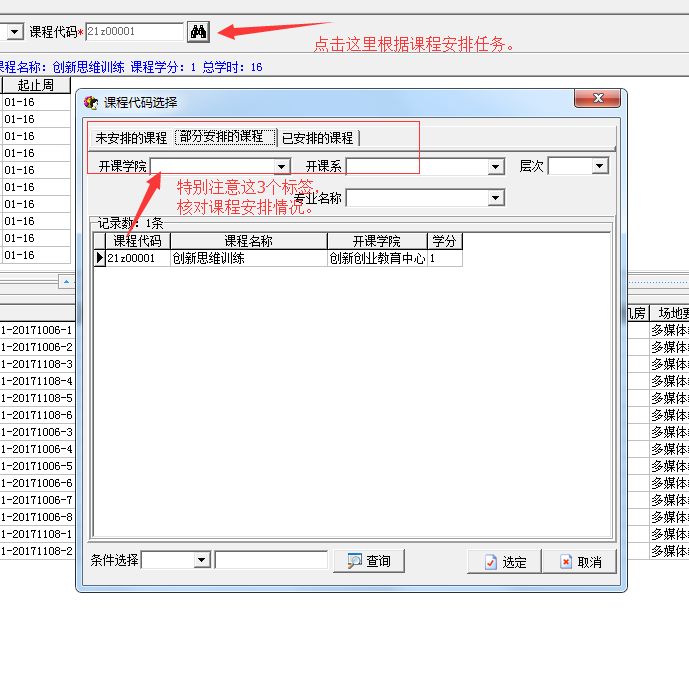 课程代码* 21z00001
点击这里根据课程安排任务。
课程名称: 创新思维训练 课程学分: 1 总学时: 16
起止周
01-16
01-16
01-16
01-16
01-16
01-16
01-16
01-16
01-16
01-16
课程代码选择
未安排的课程 部分安排的课程 已安排的课程
开课学院 开课系 层次
特别注意这3个标签,
核对课程安排情况。
专业名称
记录数: 1条
课程代码 课程名称 开课学院 学分
21z00001 创新思维训练 创新创业教育中心 1
机房 场地要
1-20171006-1 多媒体
1-20171006-2 多媒体
1-20171108-3 多媒体
1-20171108-4 多媒体
1-20171108-5 多媒体
1-20171108-6 多媒体
1-20171006-3 多媒体
1-20171006-4 多媒体
1-20171006-5 多媒体
1-20171006-6 多媒体
1-20171006-7 多媒体
1-20171006-8 多媒体
1-20171108-1 多媒体
1-20171108-2 多媒体
条件选择 查询 选定 取消